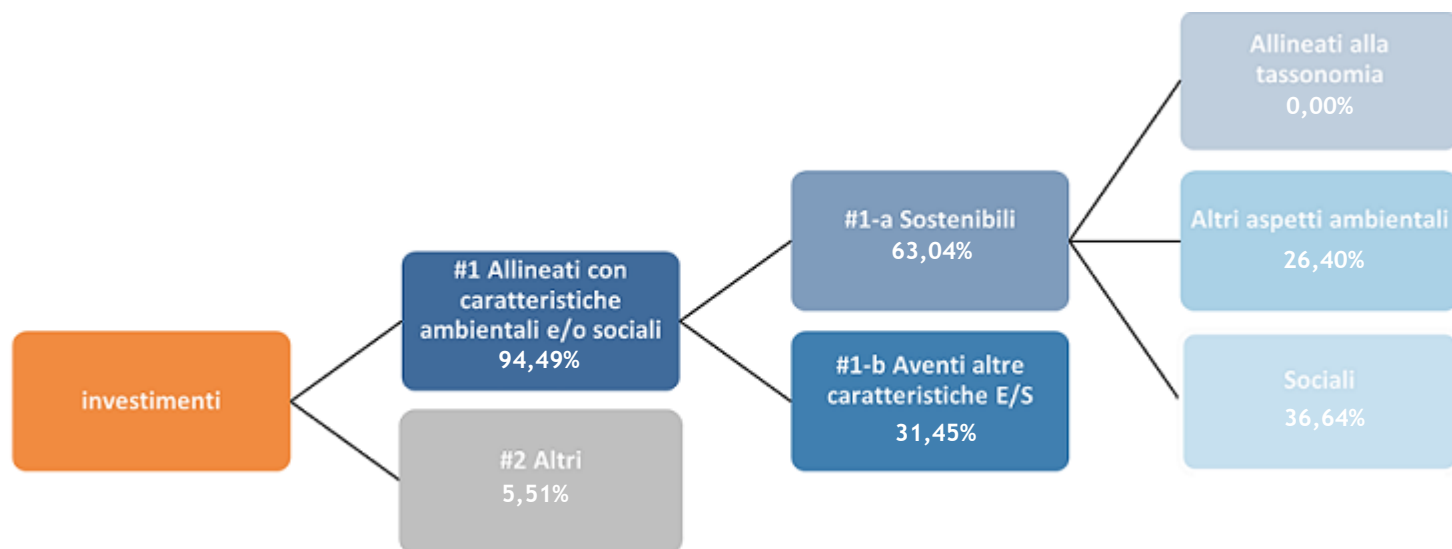 investimenti
#1 Allineati con
caratteristiche
ambientali e/o sociali
94,49%
#2 Altri
5,51%
#1-a Sostenibili
63,04%
#1-b Aventi altre
caratteristiche E/S
31,45%
Allineati alla
tassonomia
0,00%
Altri aspetti ambientali
26,40%
Sociali
36,64%